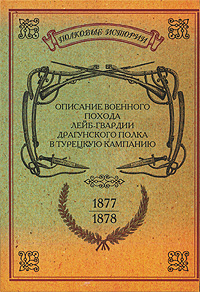 ПОЛКОВЫЕ ИСТОРИИ
ОПИСАНИЕ ВОЕННОГО
ПОХОДА
ЛЕЙБ-ГВАРДИИ
ДРАГУНСКОГО ПОЛКА
В ТУРЕЦКУЮ КАМПАНИЮ
1877
1878